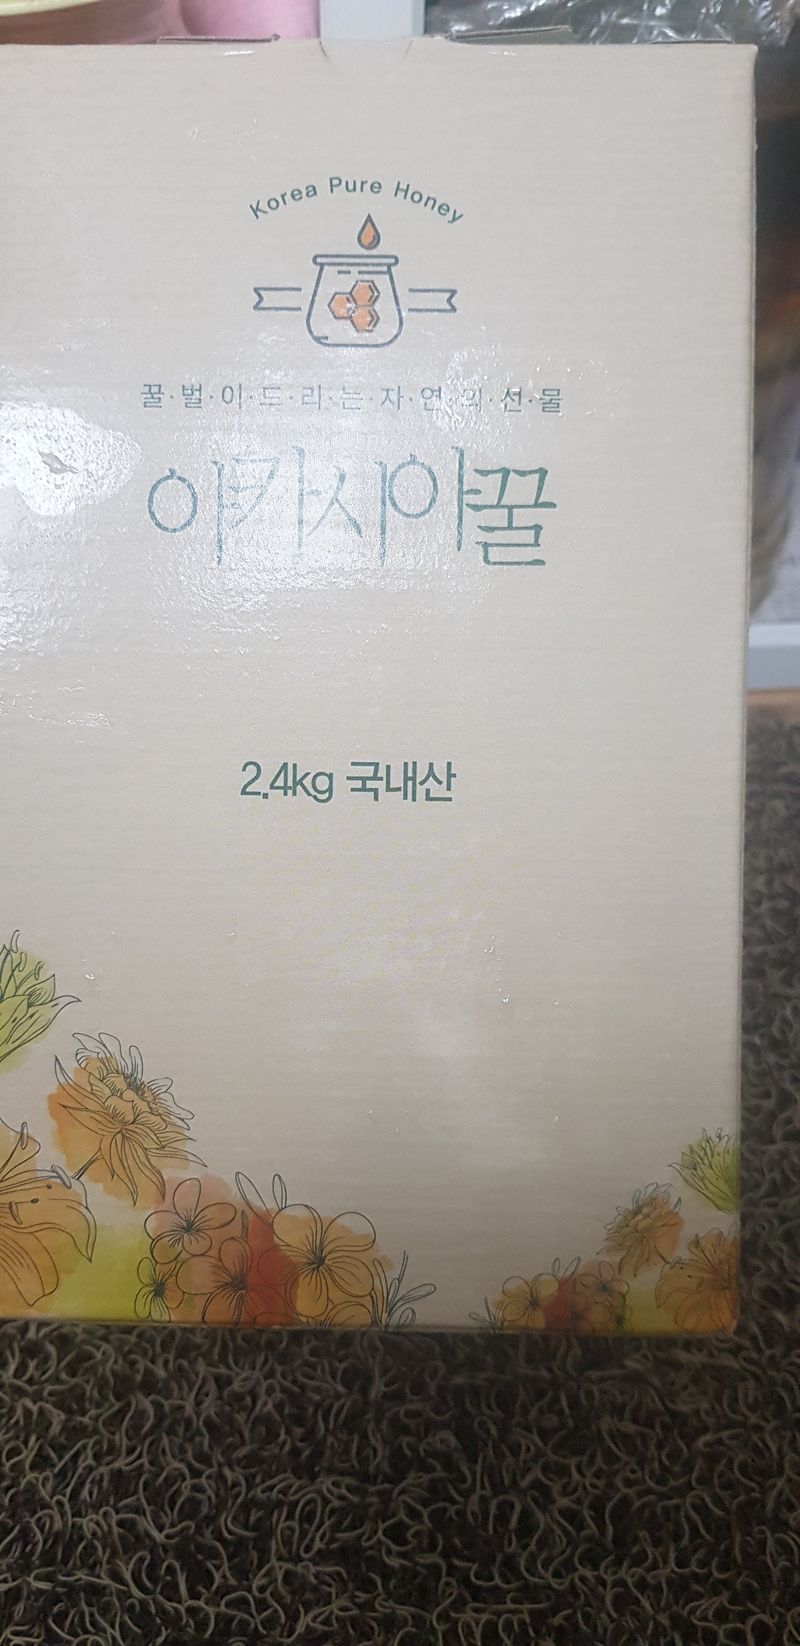 Korea Pure Honey
꿀·벌·이·드·리·는·자·연·의·선·물
아카시아꿀
2.4kg 국내산